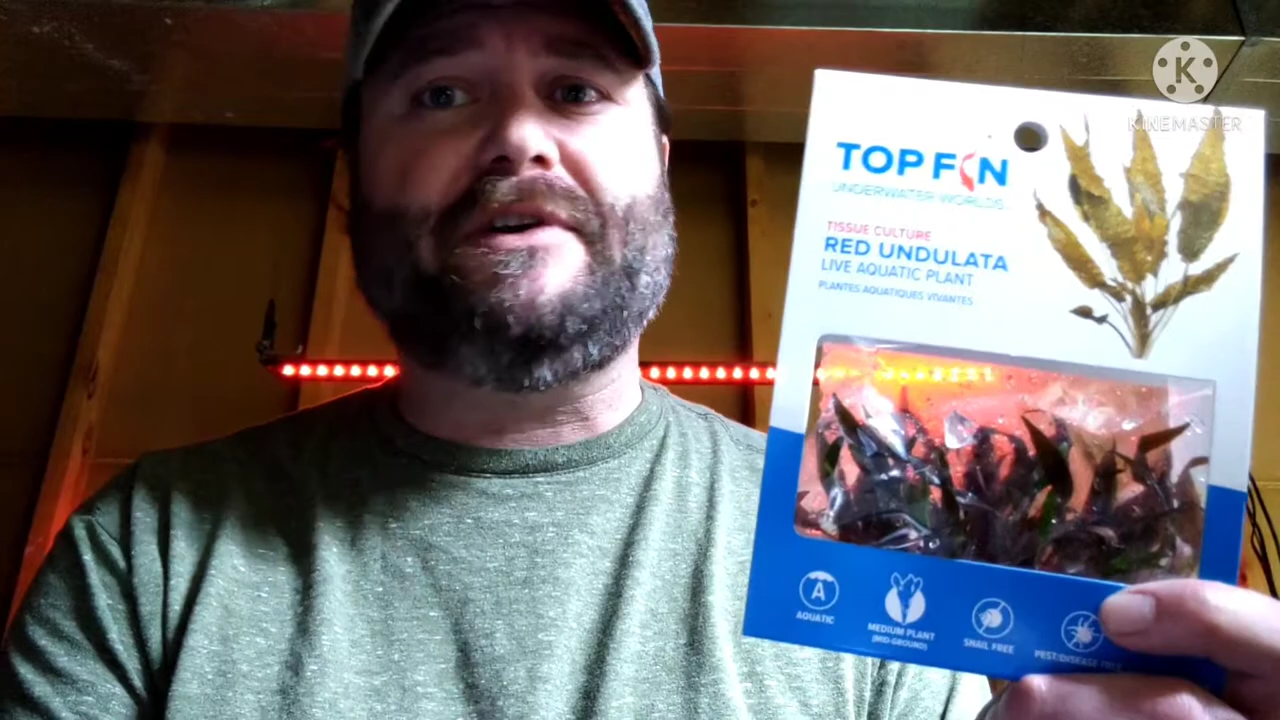 K
KINEMASTER
TOP FIN
UNDERWATER WORLDS
TISSUE CULTURE
RED UNDULATA
LIVE AQUATIC PLANT
PLANTES AQUATIQUES VIVANTES
A
AQUATIC
MEDIUM PLANT
(MID-GROUND)
SNAIL FREE
PEST/DISEASE FREE